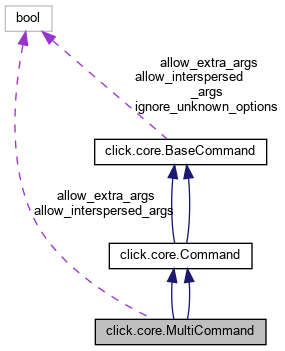 bool
allow_extra_args
allow_interspersed
_args
ignore_unknown_options
click.core.BaseCommand
allow_extra_args
allow_interspersed_args
click.core.Command
click.core.MultiCommand